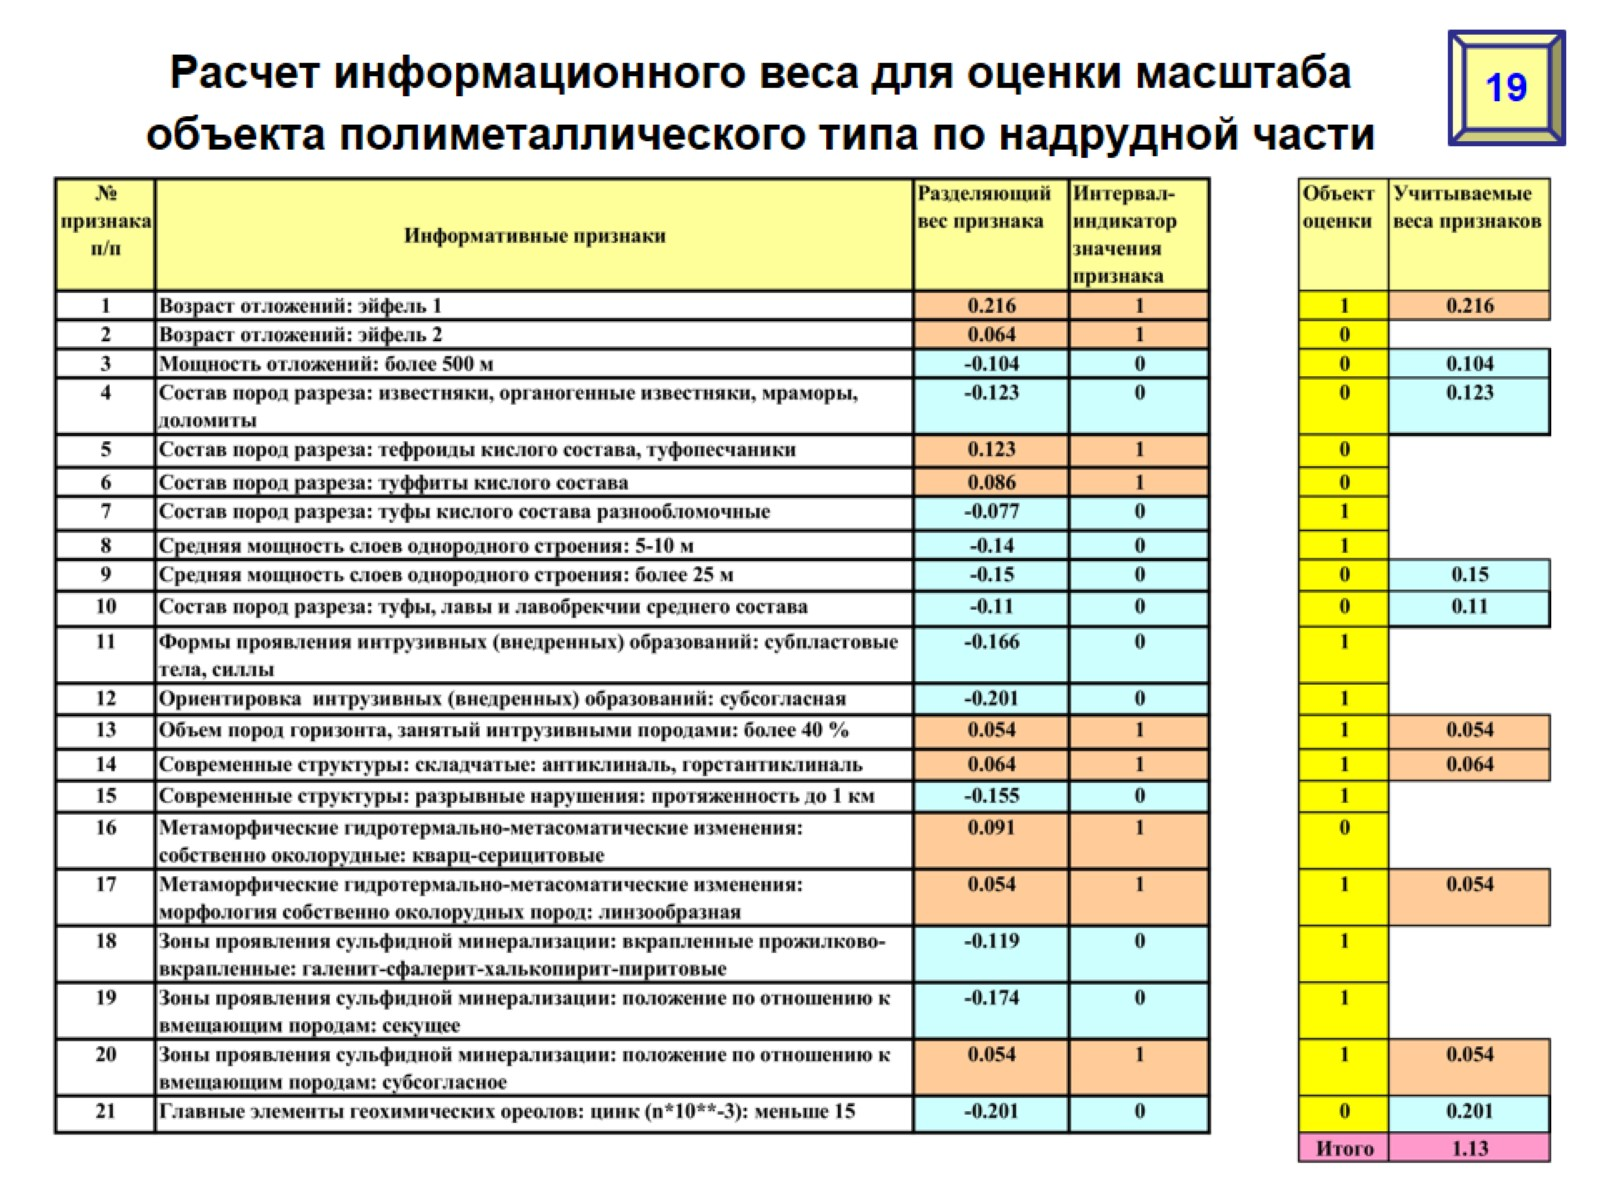 Расчет информационного веса для оценки масштаба
объекта полиметаллического типа по надрудной части
19
№ признака п/п | Информативные признаки | Разделяющий вес признака | Интервал-индикатор значения признака | Объект оценки | Учитываемые веса признаков
1 Возраст отложений: эйфель 1 0.216 1 1 0.216
2 Возраст отложений: эйфель 2 0.064 1 0
3 Мощность отложений: более 500 м -0.104 0 0 0.104
4 Состав пород разреза: известняки, органогенные известняки, мраморы, -0.123 0 0 0.123
доломиты
5 Состав пород разреза: тефроиды кислого состава, туфопесчаники 0.123 1 0
6 Состав пород разреза: туффиты кислого состава 0.086 1 0
7 Состав пород разреза: туфы кислого состава разнообломочные -0.077 0 1
8 Средняя мощность слоев однородного строения: 5-10 м -0.14 0 1
9 Средняя мощность слоев однородного строения: более 25 м -0.15 0 0 0.15
10 Состав пород разреза: туфы, лавы и лавобрекчии среднего состава -0.11 0 0 0.11
11 Формы проявления интрузивных (внедренных) образований: субпластовые -0.166 0 1
тела, силлы
12 Ориентировка интрузивных (внедренных) образований: субсогласная -0.201 0 1
13 Объем пород горизонта, занятый интрузивными породами: более 40 % 0.054 1 1 0.054
14 Современные структуры: складчатые: антиклиналь, горстантиклиналь 0.064 1 1 0.064
15 Современные структуры: разрывные нарушения: протяженность до 1 км -0.155 0 1
16 Метаморфические гидротермально-метасоматические изменения: 0.091 1 0
собственно околорудные: кварц-серицитовые
17 Метаморфические гидротермально-метасоматические изменения: 0.054 1 1 0.054
морфология собственно околорудных пород: линзообразная
18 Зоны проявления сульфидной минерализации: вкрапленные прожилково- -0.119 0 1
вкрапленные: галенит-сфалерит-халькопирит-пиритовые
19 Зоны проявления сульфидной минерализации: положение по отношению к -0.174 0 1
вмещающим породам: секущее
20 Зоны проявления сульфидной минерализации: положение по отношению к 0.054 1 1 0.054
вмещающим породам: субсогласное
21 Главные элементы геохимических ореолов: цинк (n*10**-3): меньше 15 -0.201 0 0 0.201
Итого 1.13